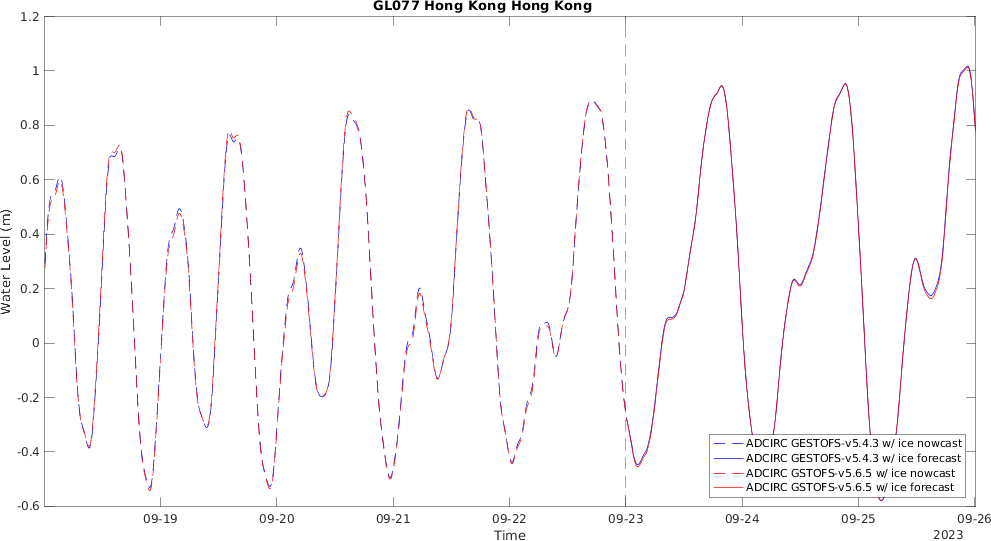 GL077 Hong Kong Hong Kong
1.2
1
0.8
0.6
0.4
0.2
0
-0.2
-0.4
-0.6
Water Level (m)
ADCIRC GESTOFS-v5.4.3 w/ ice nowcast
ADCIRC GESTOFS-v5.4.3 w/ ice forecast
ADCIRC GSTOFS-v5.6.5 w/ ice nowcast
ADCIRC GSTOFS-v5.6.5 w/ ice forecast
09-19 09-20 09-21 09-22 09-23 09-24 09-25 09-26
Time
2023